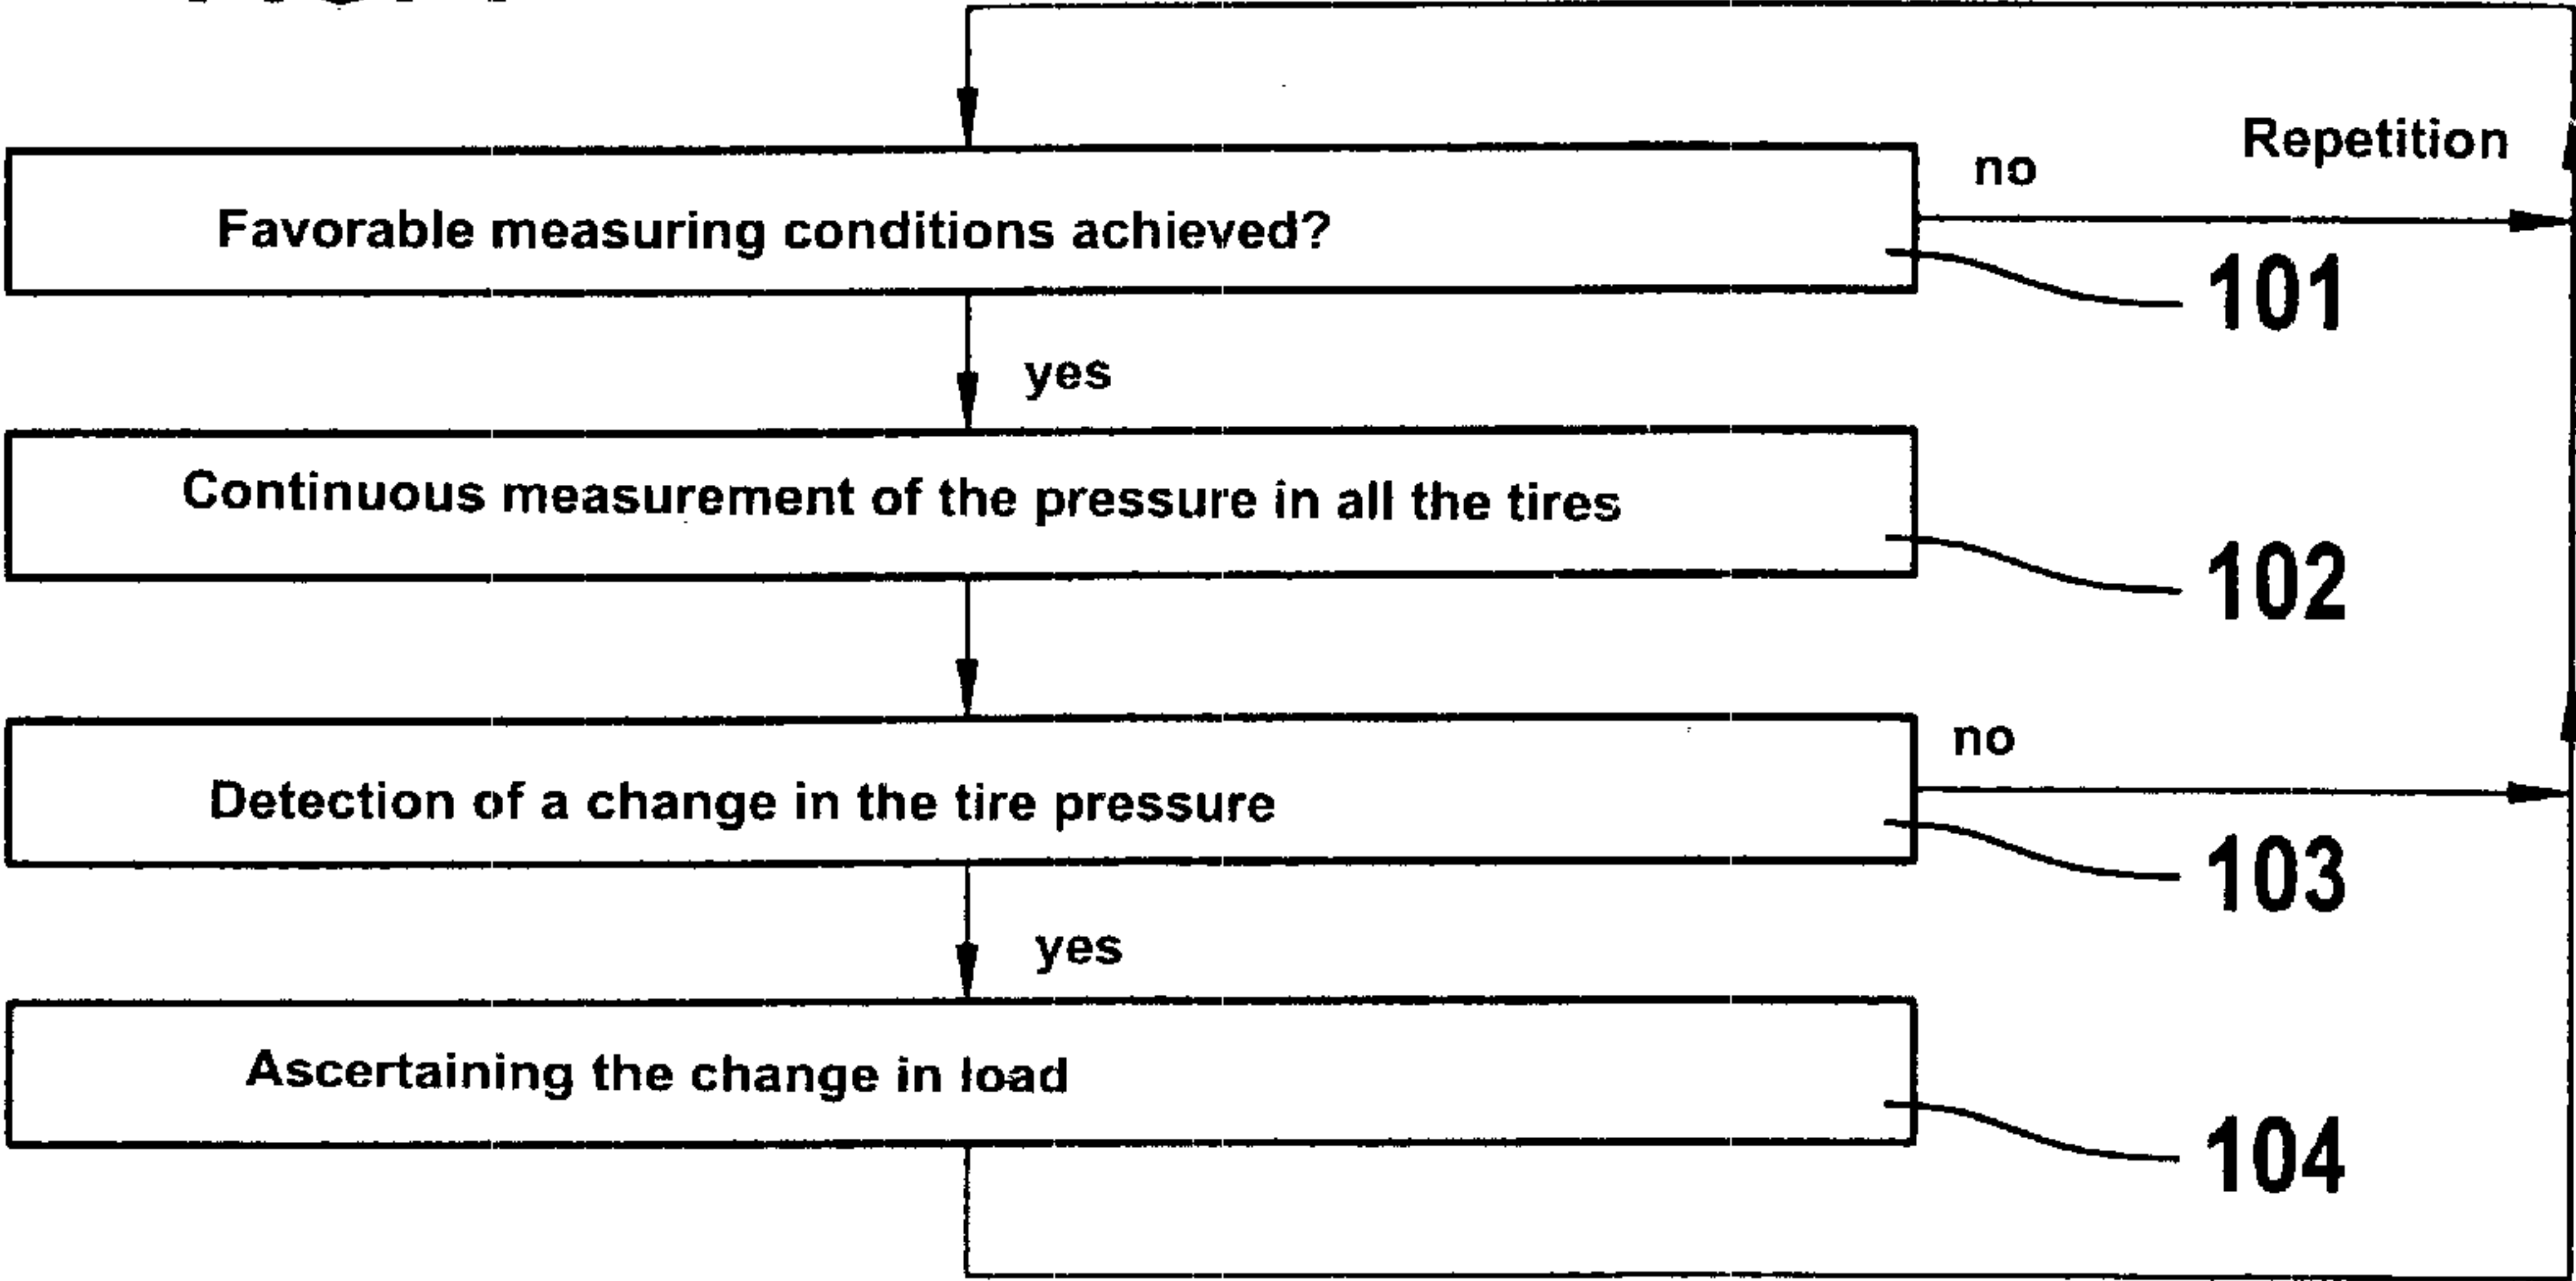 Repetition
no
Favorable measuring conditions achieved?
101
yes
Continuous measurement of the pressure in all the tires
102
no
Detection of a change in the tire pressure
103
yes
Ascertaining the change in load
104